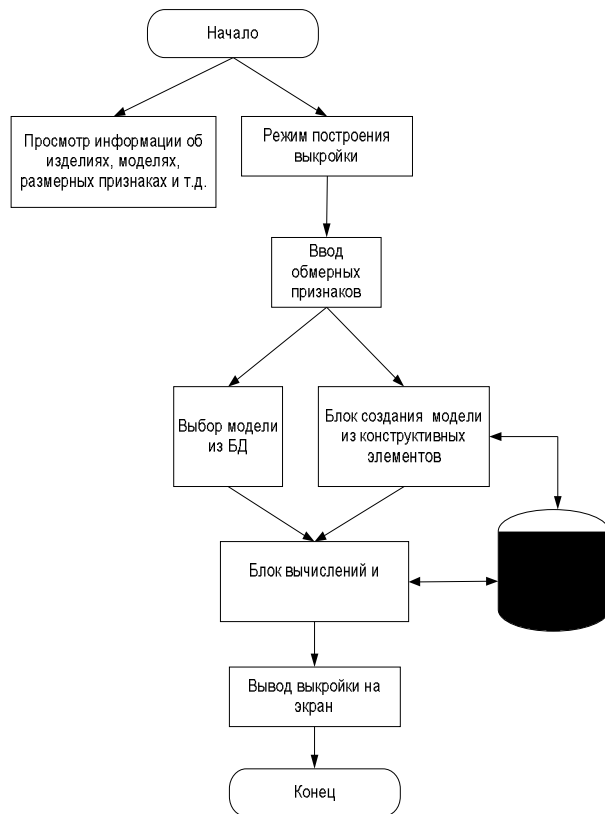 Начало
Просмотр информации об
изделиях, моделях,
размерных признаках и т.д.
Режим построения
выкройки
Ввод
обмерных
признаков
Выбор модели
из БД
Блок создания модели
из конструктивных
элементов
Блок вычислений и
Вывод выкройки на
экран
Конец